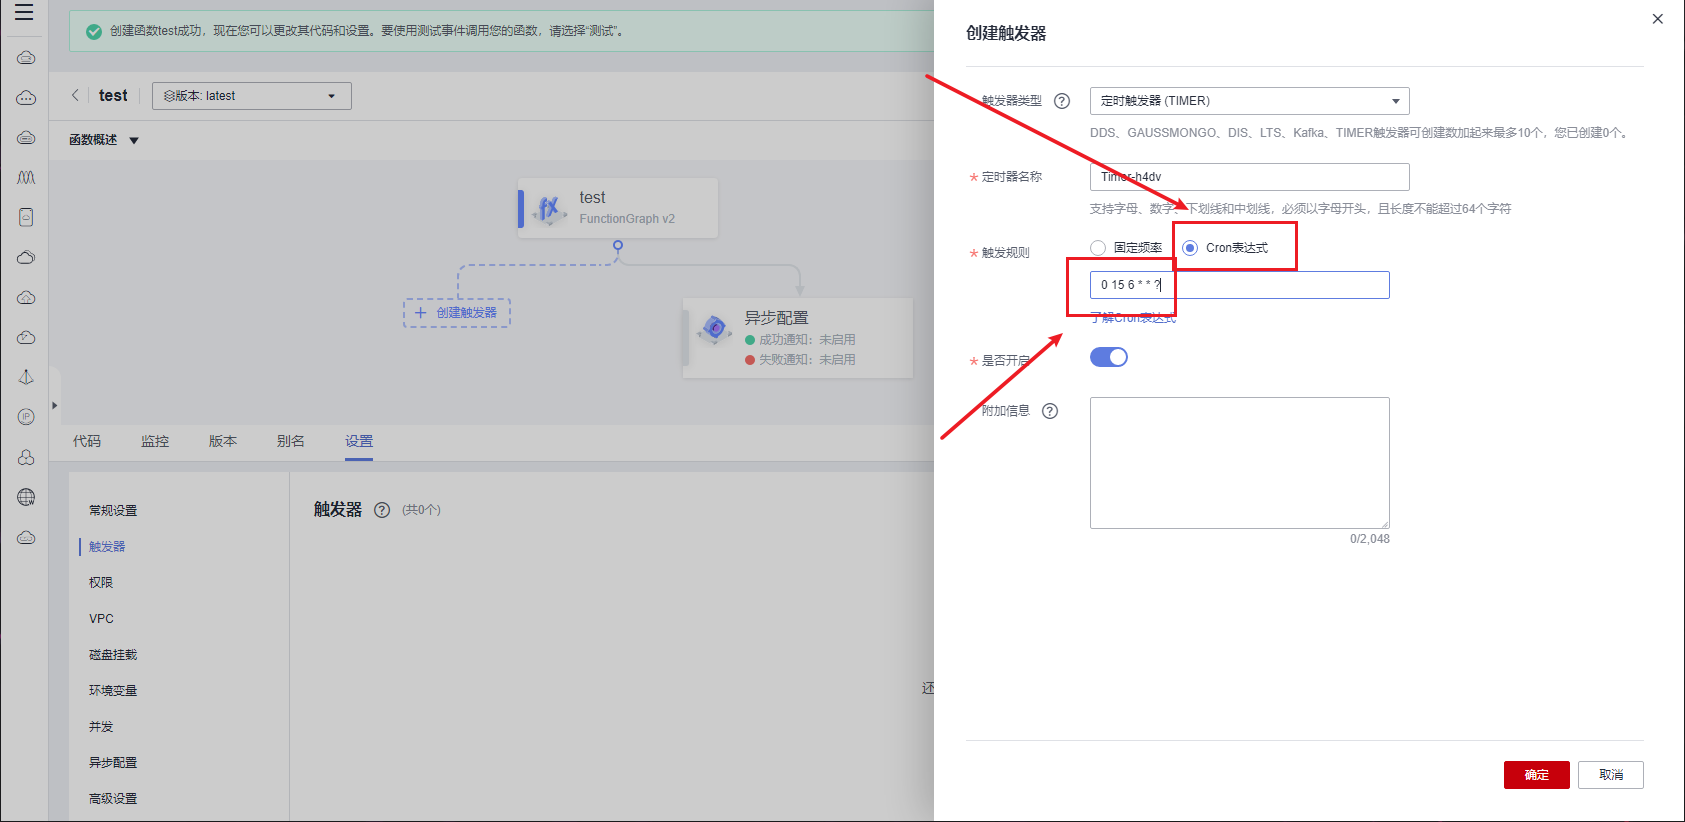 创建函数test成功，现在您可以更改其代码和设置。要使用测试事件调用您的函数，请选择“测试”。
test
版本: latest
函数概述
test
FunctionGraph v2
创建触发器
异步配置
成功通知：未启用
失败通知：未启用
代码
监控
版本
别名
设置
常规设置
触发器
权限
VPC
磁盘挂载
环境变量
并发
异步配置
高级设置
触发器
(共0个)
还
创建触发器
触发器类型
定时触发器 (TIMER)
DDS、GAUSSMONGO、DIS、LTS、Kafka、TIMER触发器可创建数加起来最多10个，您已创建0个。
* 定时器名称
Timer-h4dv
支持字母、数字、下划线和中划线，必须以字母开头，且长度不能超过64个字符
* 触发规则
固定频率
Cron表达式
0 15 6 * * ?
了解Cron表达式
* 是否开启
附加信息
0/2,048
确定
取消